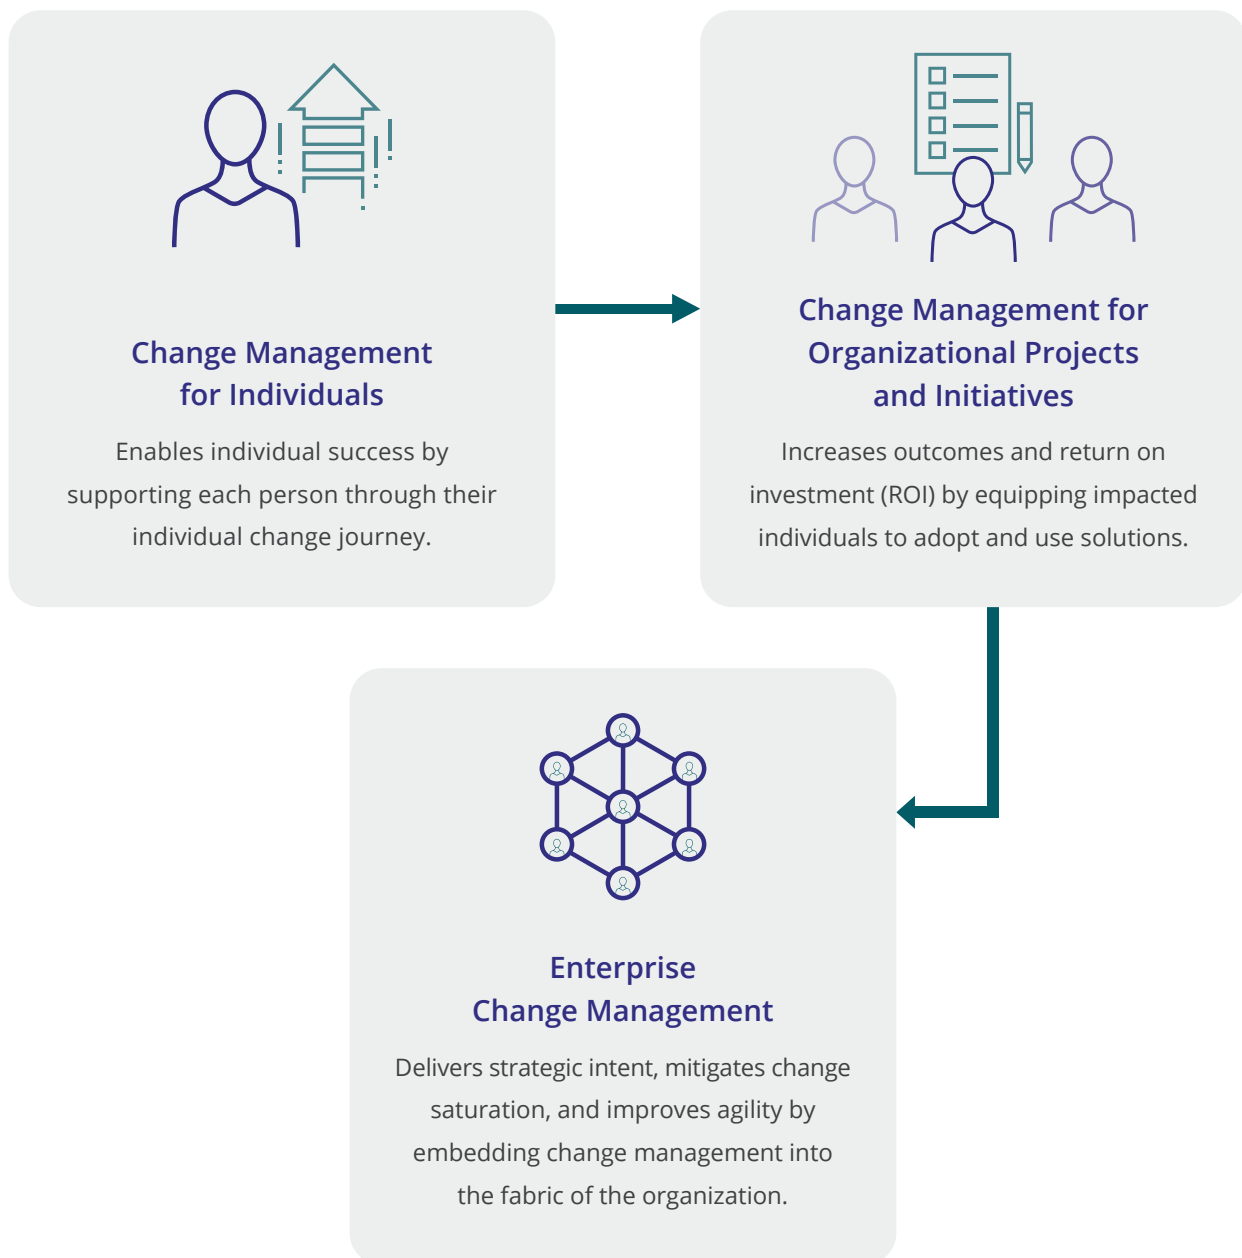 Change Management
for Individuals
Enables individual success by
supporting each person through their
individual change journey.
Change Management for
Organizational Projects
and Initiatives
Increases outcomes and return on
investment (ROI) by equipping impacted
individuals to adopt and use solutions.
Enterprise
Change Management
Delivers strategic intent, mitigates change
saturation, and improves agility by
embedding change management into
the fabric of the organization.